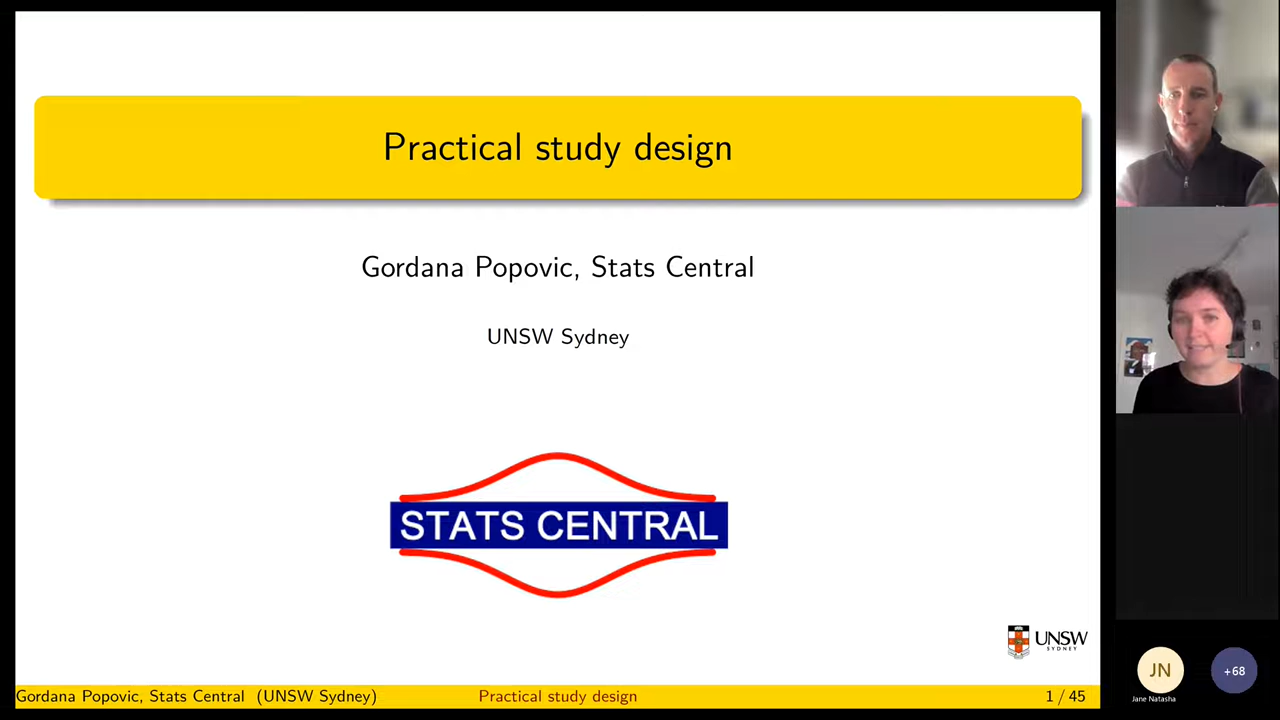 Practical study design
Gordana Popovic, Stats Central
UNSW Sydney
STATS CENTRAL
UNSW
SYDNEY
Gordana Popovic, Stats Central (UNSW Sydney)
Practical study design
1 / 45
JN
+68
Jane Natasha